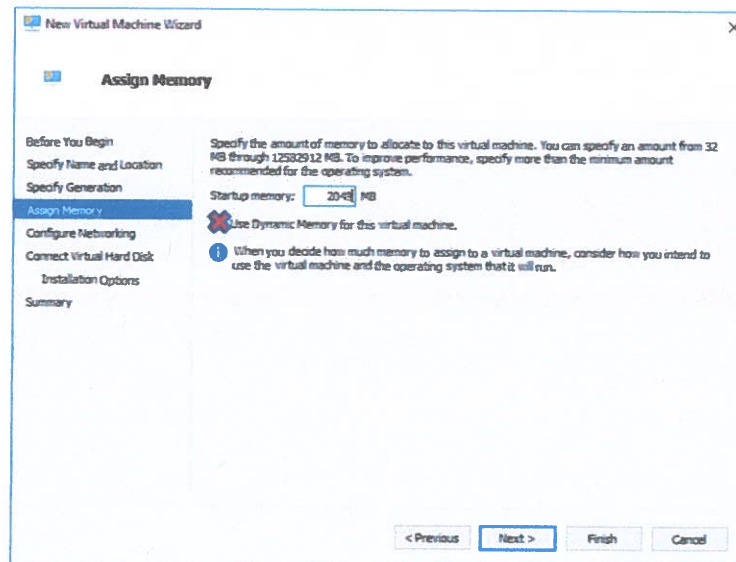 New Virtual Machine Wizard
Assign Memory
Before You Begin
Specify Name and Location
Specify Generation
Assign Memory
Configure Networking
Connect Virtual Hard Disk
Installation Options
Summary
Specify the amount of memory to allocate to this virtual machine. You can specify an amount from 32
MB through 12582912 MB. To improve performance, specify more than the minimum amount
recommended for the operating system.
Startup memory: 2048 MB
Use Dynamic Memory for this virtual machine.
When you decide how much memory to assign to a virtual machine, consider how you intend to
use the virtual machine and the operating system that it will run.
< Previous Next > Finish Cancel